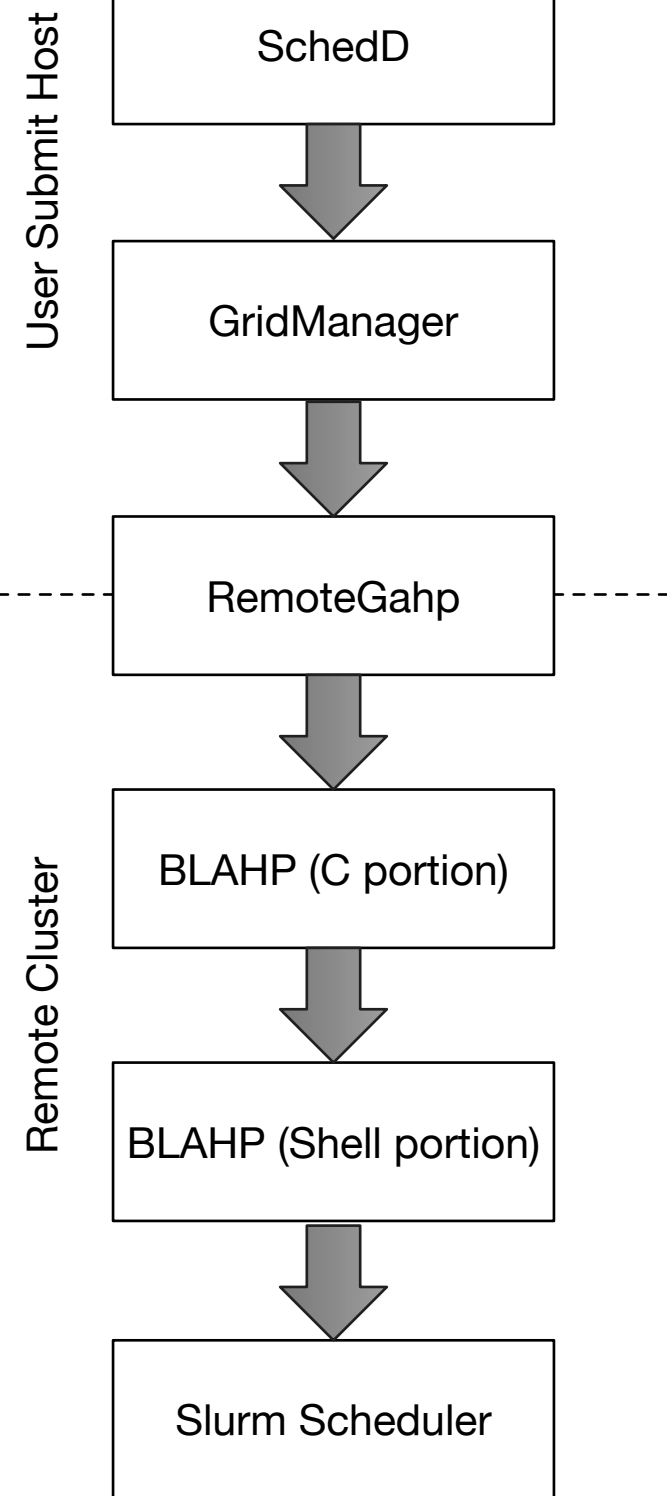 User Submit Host
SchedD
GridManager
RemoteGahp
Remote Cluster
BLAHP (C portion)
BLAHP (Shell portion)
Slurm Scheduler